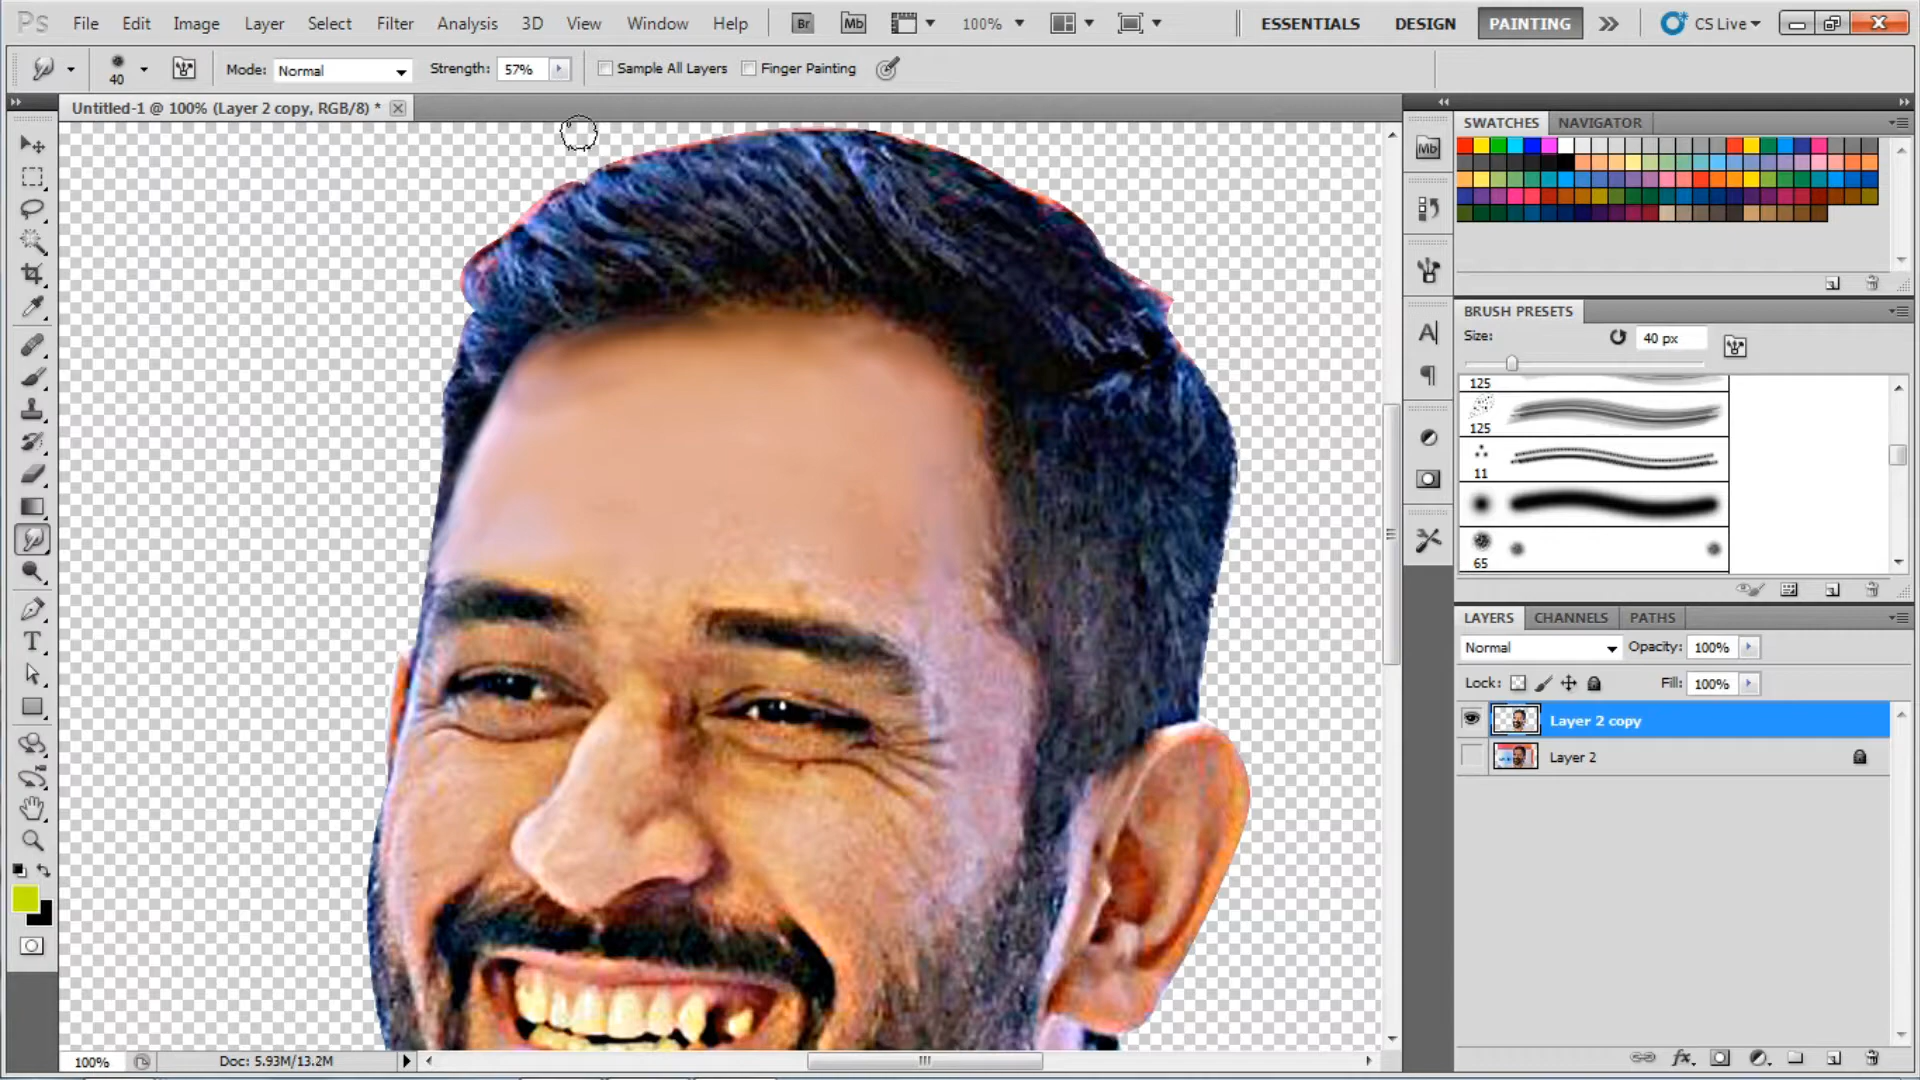 Ps File Edit Image Layer Select Filter Analysis 3D View Window Help Br Mb 100% ESSENTIALS DESIGN PAINTING CS Live
40 Mode: Normal Strength: 57% Sample All Layers Finger Painting
Untitled-1 @ 100% (Layer 2 copy, RGB/8) *
SWATCHES NAVIGATOR
Mb
BRUSH PRESETS
Size: 40 px
A
125
125
11
65
LAYERS CHANNELS PATHS
Normal Opacity: 100%
Lock: Fill: 100%
Layer 2 copy
Layer 2
T
100% Doc: 5.93M/13.2M
fx